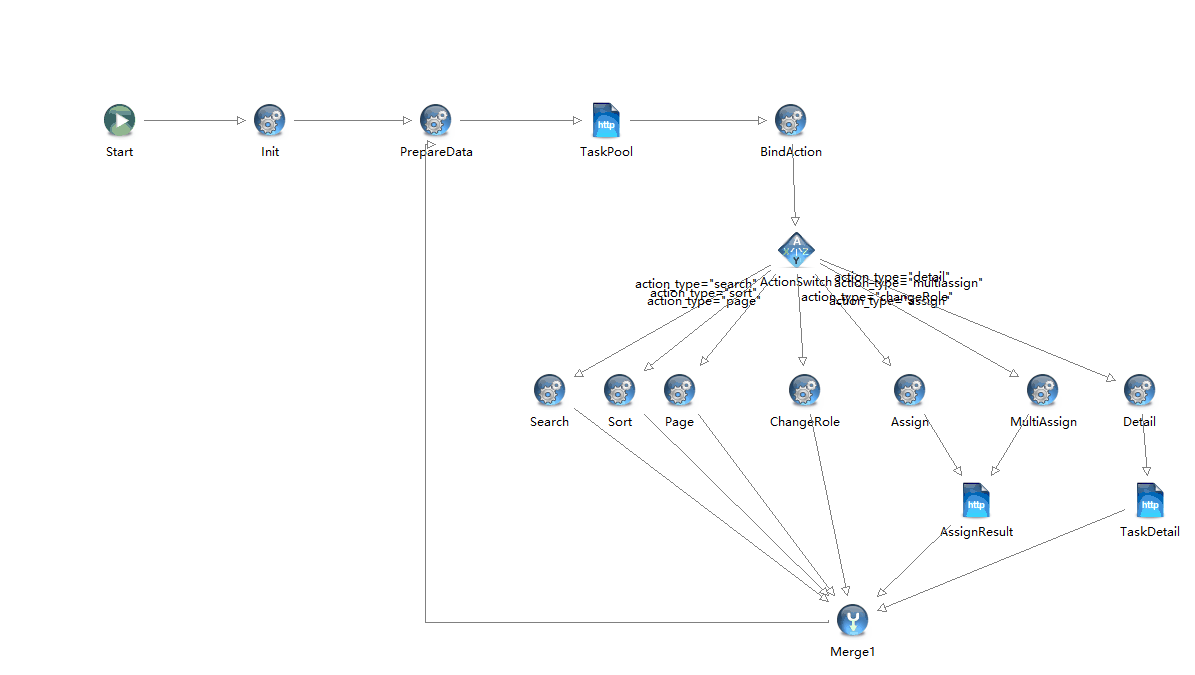 Start
Init
PrepareData
http
TaskPool
BindAction
A
X Z
Y
ActionSwitch
action_type="search"
action_type="sort"
action_type="page"
action_type="detail"
action_type="multiassign"
action_type="changeRole"
action_type="assign"
Search
Sort
Page
ChangeRole
Assign
MultiAssign
Detail
http
AssignResult
http
TaskDetail
Merge1